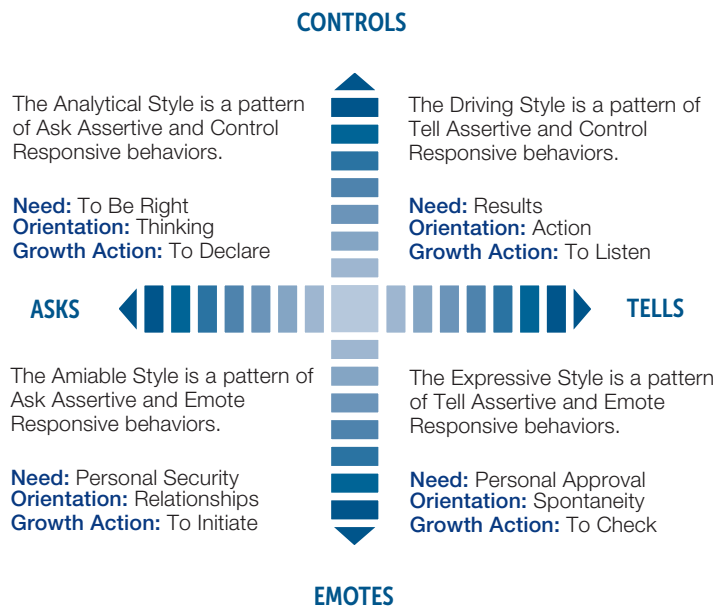 CONTROLS
The Analytical Style is a pattern
of Ask Assertive and Control
Responsive behaviors.
Need: To Be Right
Orientation: Thinking
Growth Action: To Declare
The Driving Style is a pattern of
Tell Assertive and Control
Responsive behaviors.
Need: Results
Orientation: Action
Growth Action: To Listen
ASKS
TELLS
The Amiable Style is a pattern of
Ask Assertive and Emote
Responsive behaviors.
Need: Personal Security
Orientation: Relationships
Growth Action: To Initiate
The Expressive Style is a pattern
of Tell Assertive and Emote
Responsive behaviors.
Need: Personal Approval
Orientation: Spontaneity
Growth Action: To Check
EMOTES